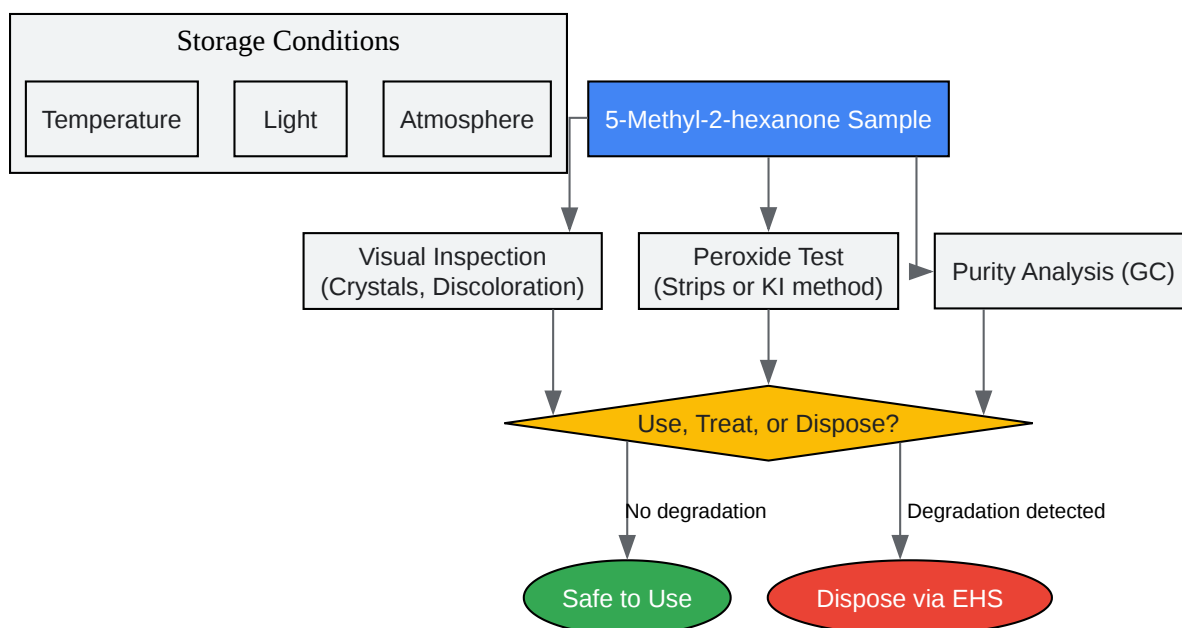 Storage Conditions
Temperature
Light
Atmosphere
5-Methyl-2-hexanone Sample
Visual Inspection
(Crystals, Discoloration)
Peroxide Test
(Strips or KI method)
Purity Analysis (GC)
Use, Treat, or Dispose?
No degradation
Degradation detected
Safe to Use
Dispose via EHS